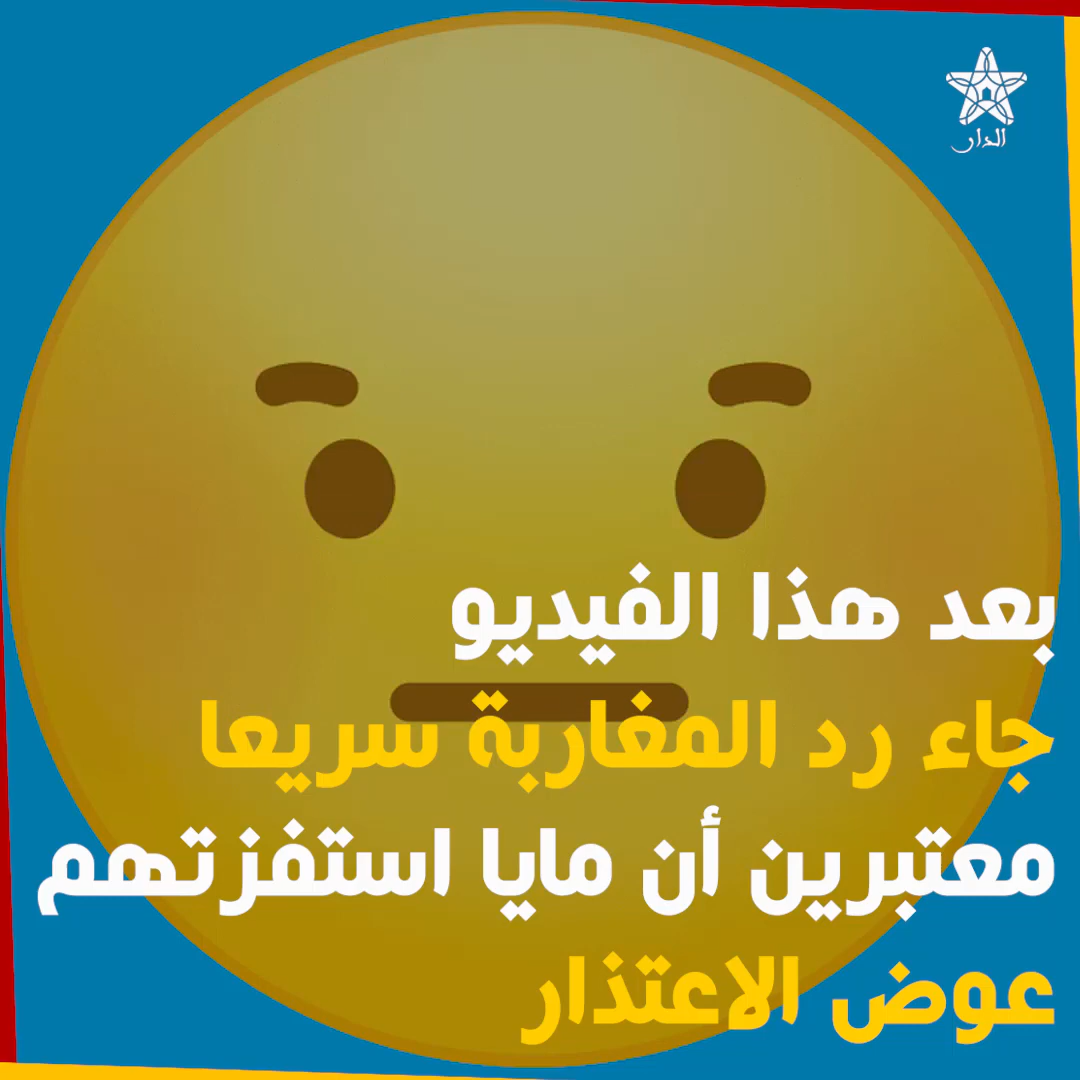 الدار
بعد هذا الفيديو
جاء رد المغاربة سريعا
معتبرين أن مايا استفزتهم
عوض الاعتذار